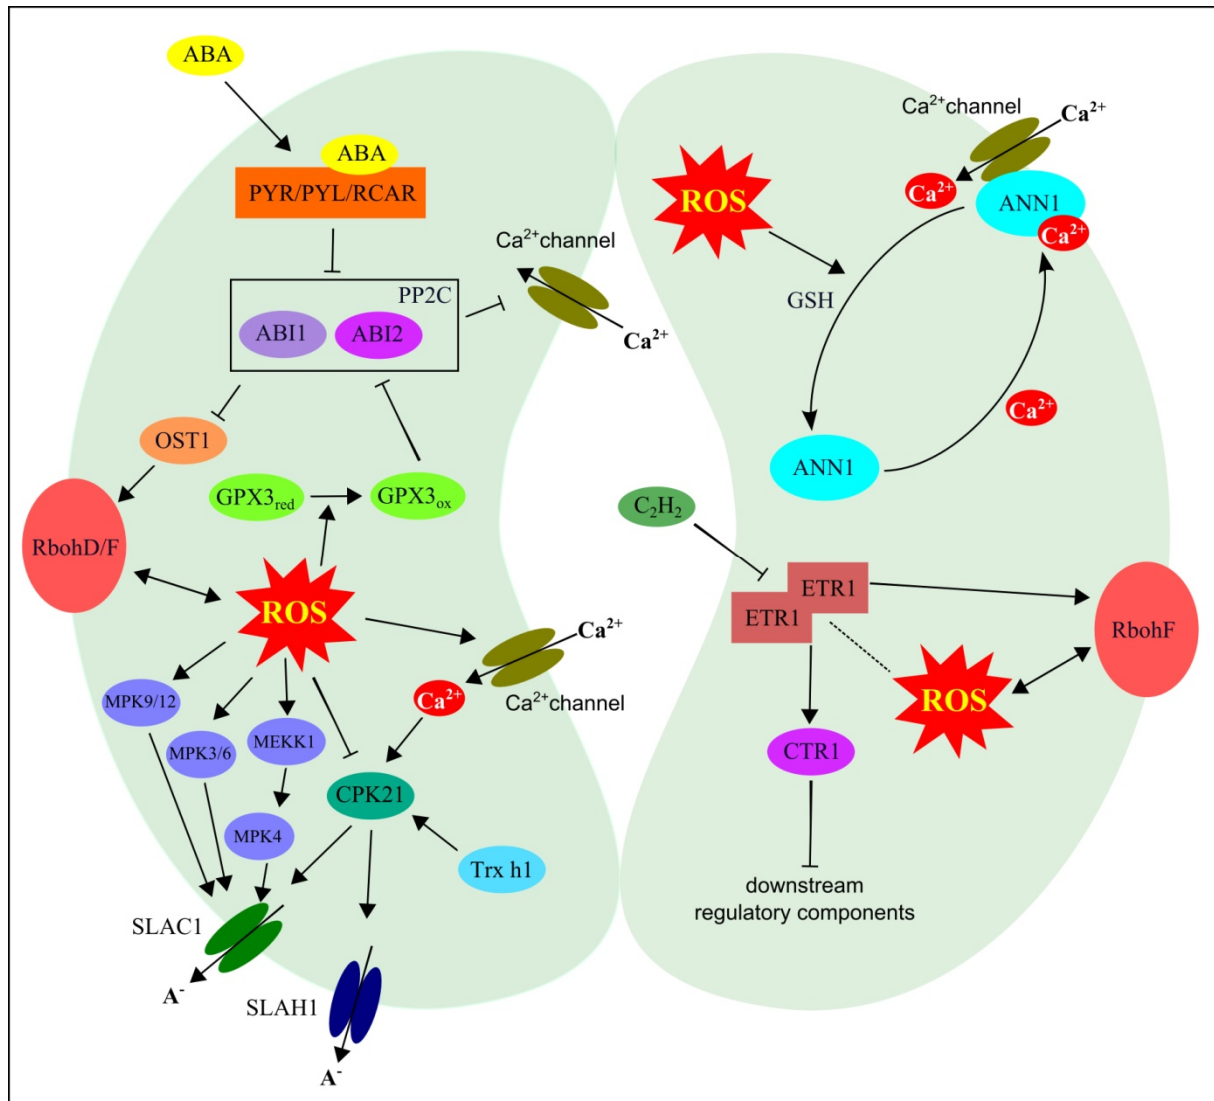 ABA
ABA
PYR/PYL/RCAR
Ca²⁺channel
PP2C
ABI1
ABI2
Ca²⁺
OST1
GPX3red
GPX3ox
RbohD/F
ROS
Ca²⁺
Ca²⁺
Ca²⁺channel
MPK9/12
MPK3/6
MEKK1
CPK21
MPK4
Trx h1
SLAC1
A⁻
SLAH1
A⁻
Ca²⁺channel
Ca²⁺
ROS
Ca²⁺
ANN1
Ca²⁺
GSH
Ca²⁺
ANN1
C₂H₂
ETR1
ETR1
RbohF
ROS
CTR1
downstream
regulatory components